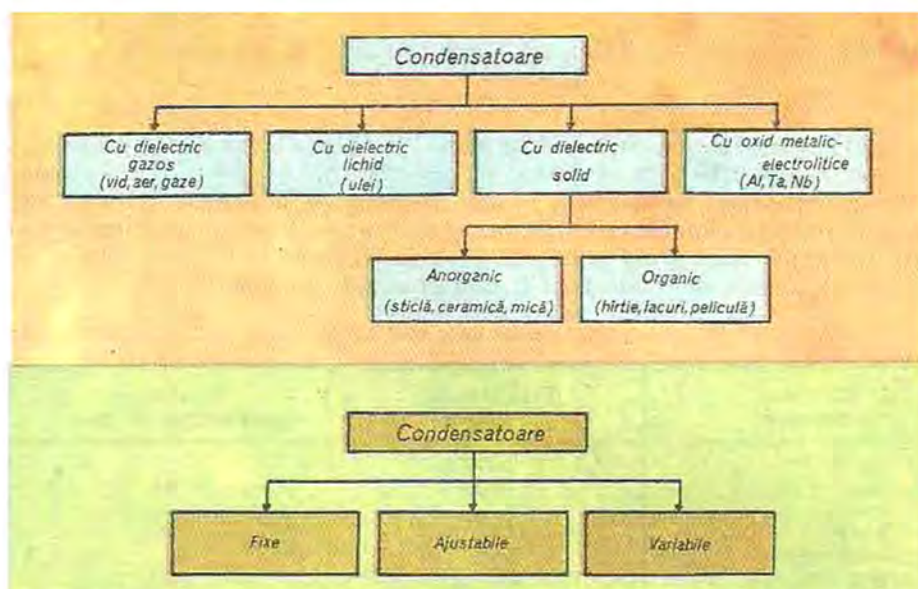 Condensatoare
Cu dielectric
gazos
(vid, aer, gaze)
Cu dielectric
lichid
(ulei)
Cu dielectric
solid
Cu oxid metalic-
electrolitice
(Al, Ta, Nb)
Anorganic
(sticlă, ceramică, mică)
Organic
(hîrtie, lacuri, peliculă)
Condensatoare
Fixe
Ajustabile
Variabile